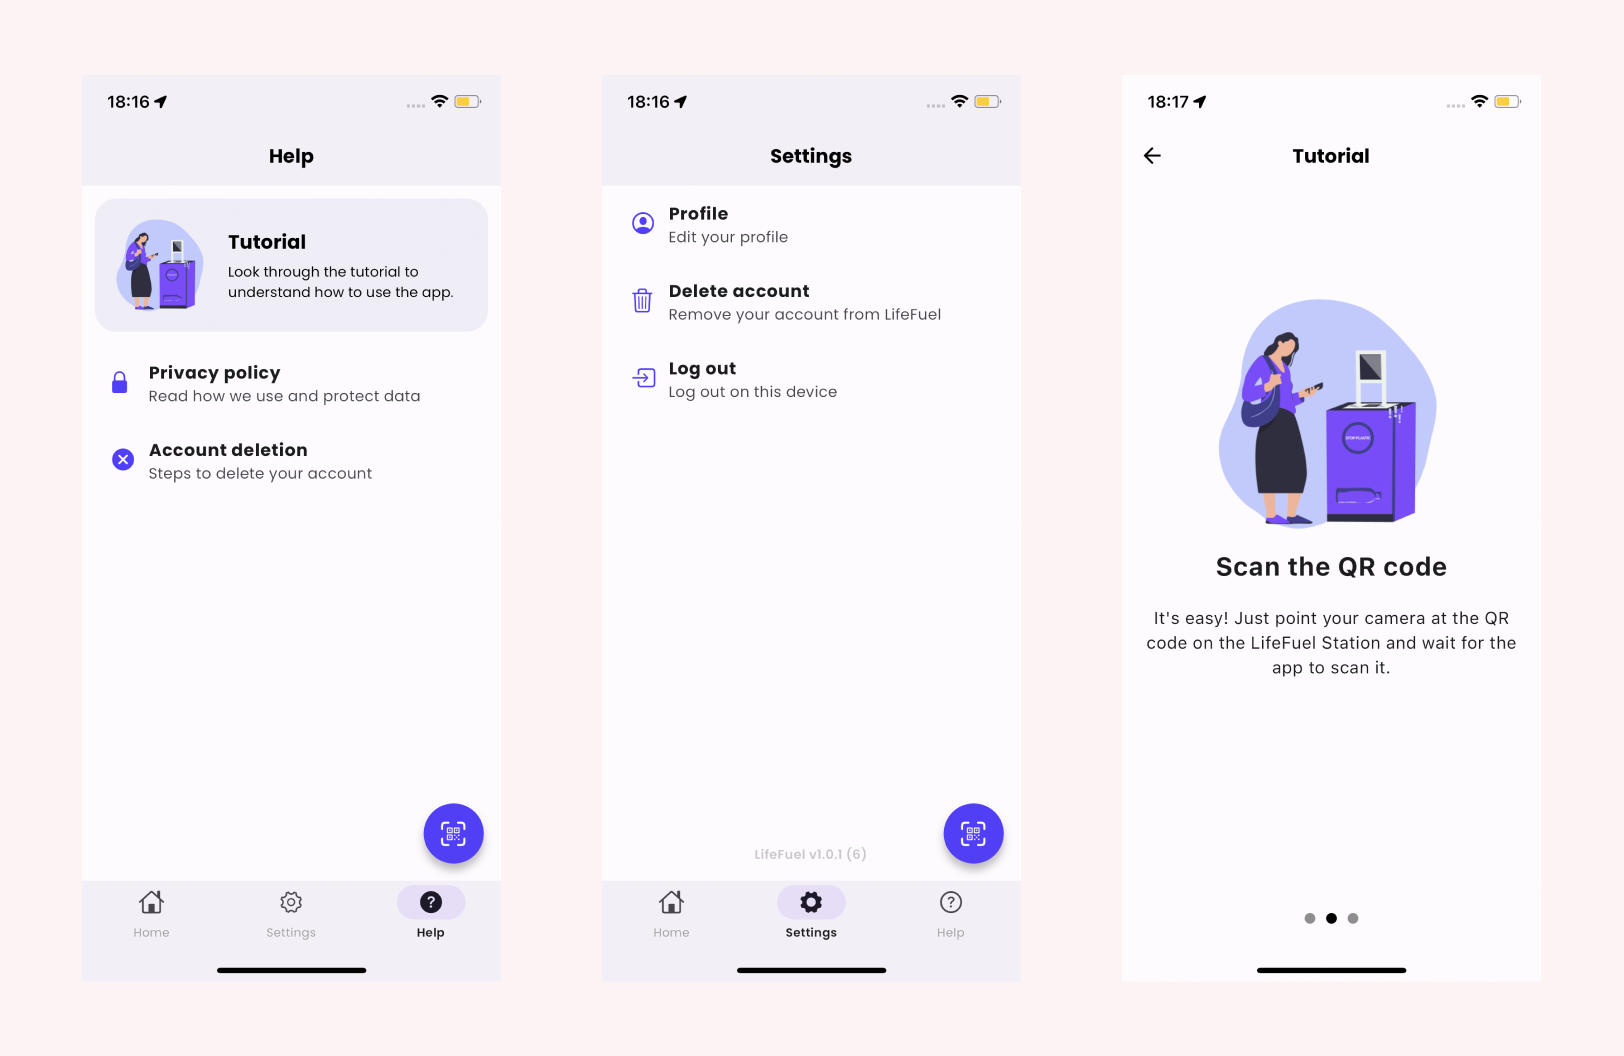 18:16
Help
Tutorial
Look through the tutorial to
understand how to use the app.
Privacy policy
Read how we use and protect data
Account deletion
Steps to delete your account
Home
Settings
Help
18:16
Settings
Profile
Edit your profile
Delete account
Remove your account from LifeFuel
Log out
Log out on this device
LifeFuel v1.0.1 (6)
Home
Settings
Help
18:17
Tutorial
STOP PLASTIC
Scan the QR code
It's easy! Just point your camera at the QR
code on the LifeFuel Station and wait for the
app to scan it.